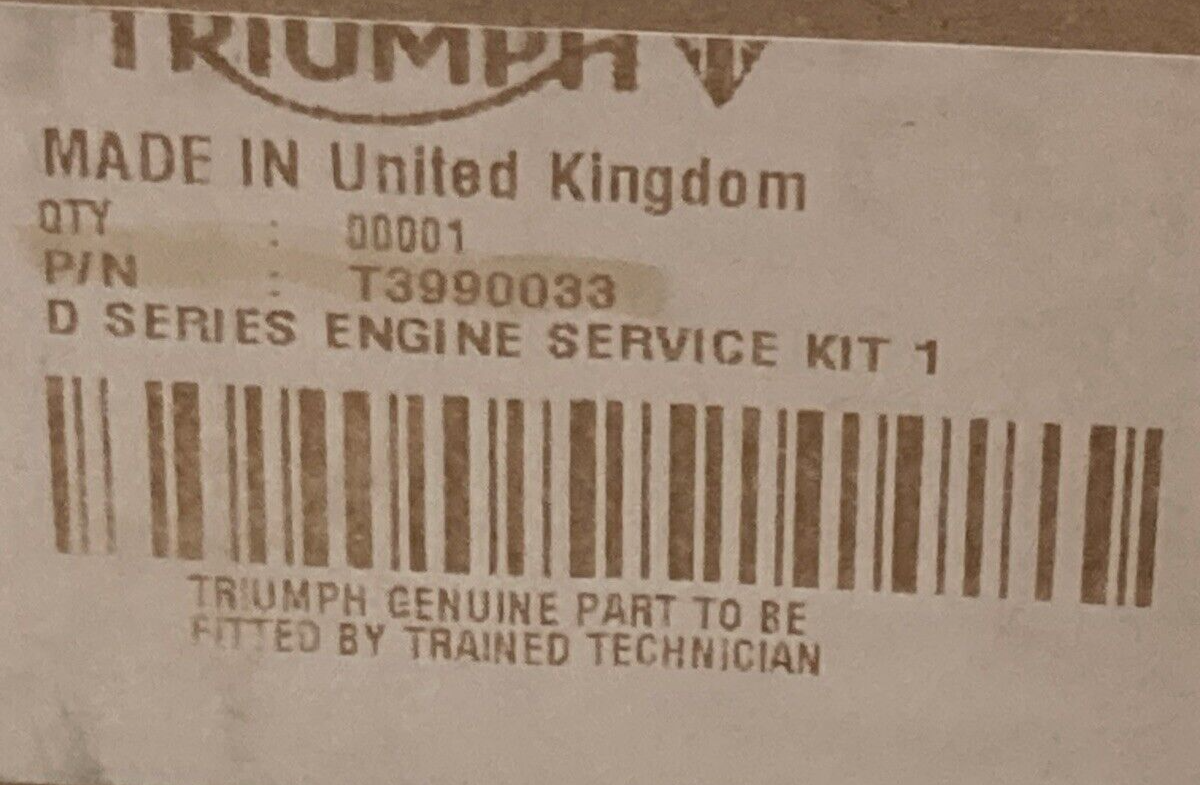 TRIUMPH
MADE IN United Kingdom
QTY : 00001
P/N : T3990033
D SERIES ENGINE SERVICE KIT 1
TRIUMPH GENUINE PART TO BE
FITTED BY TRAINED TECHNICIAN